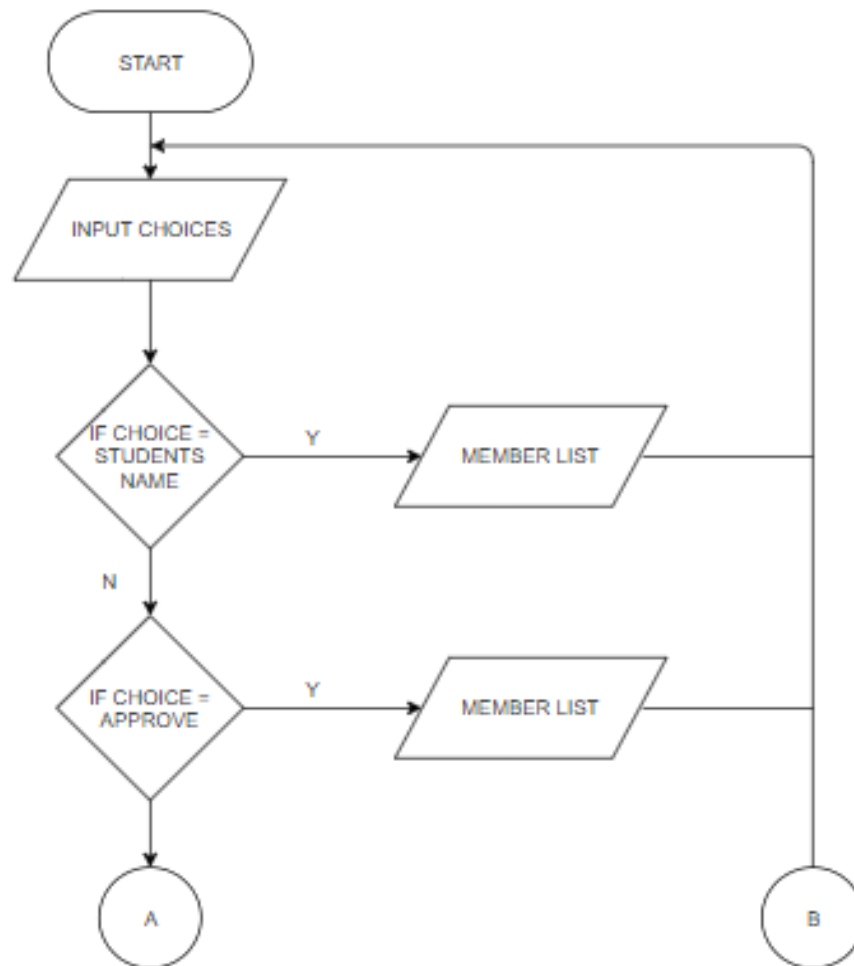 START
INPUT CHOICES
IF CHOICE =
STUDENTS
NAME
Y
MEMBER LIST
N
IF CHOICE =
APPROVE
Y
MEMBER LIST
A
B